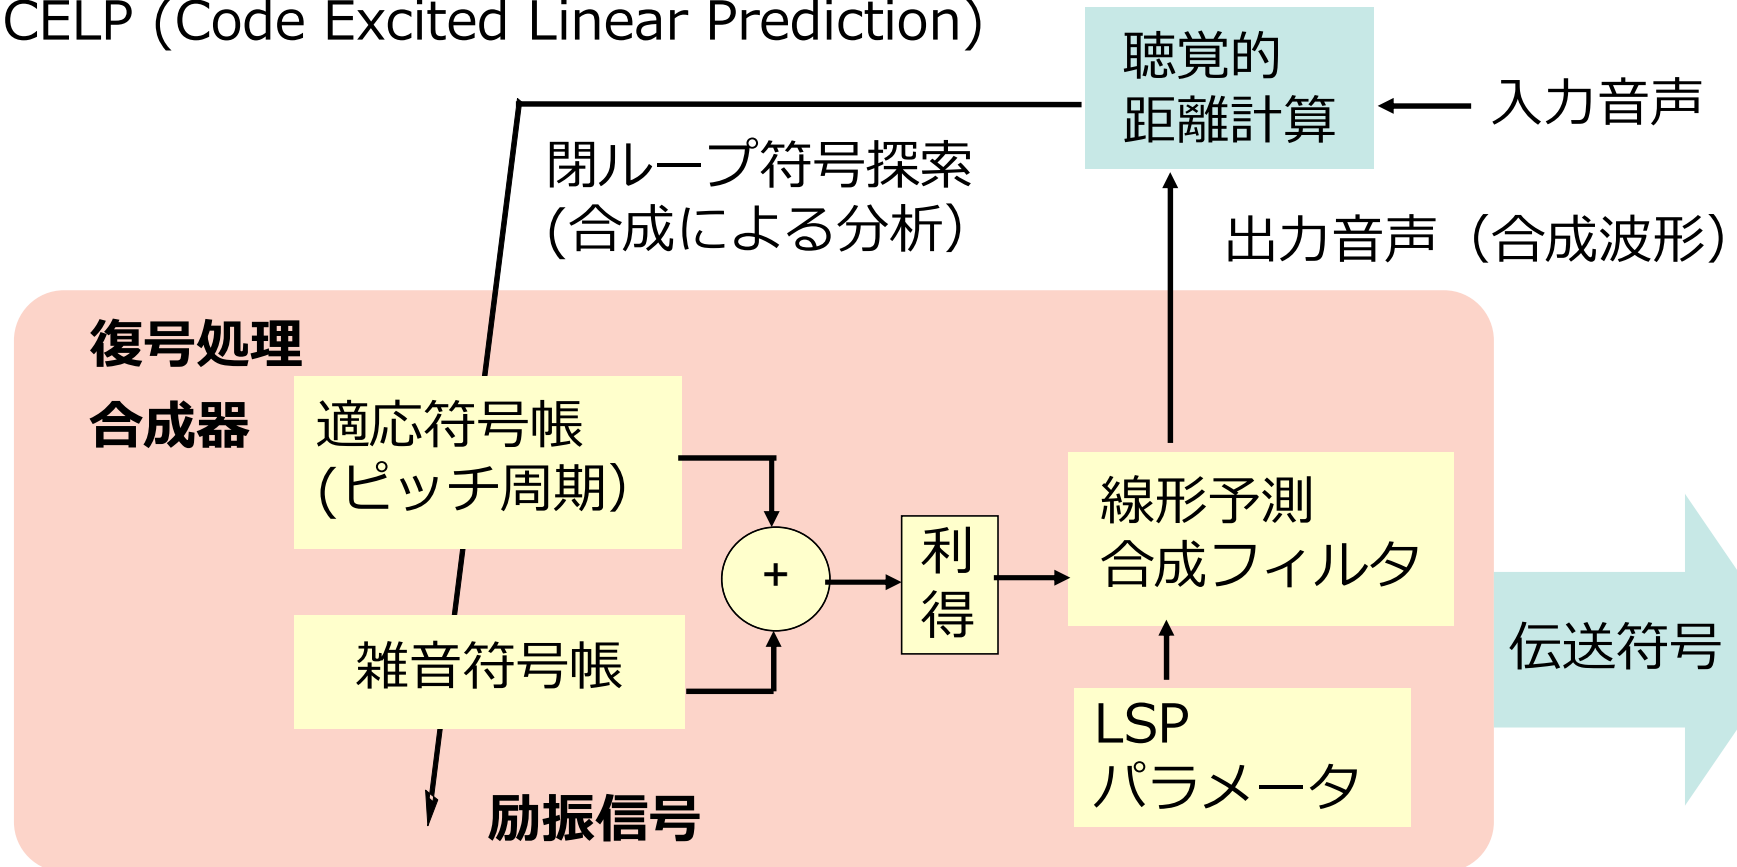 CELP (Code Excited Linear Prediction)
聴覚的
距離計算
入力音声
閉ループ符号探索
(合成による分析）
出力音声（合成波形）
復号処理
合成器
適応符号帳
(ピッチ周期）
+
利
得
線形予測
合成フィルタ
雑音符号帳
伝送符号
LSP
パラメータ
励振信号